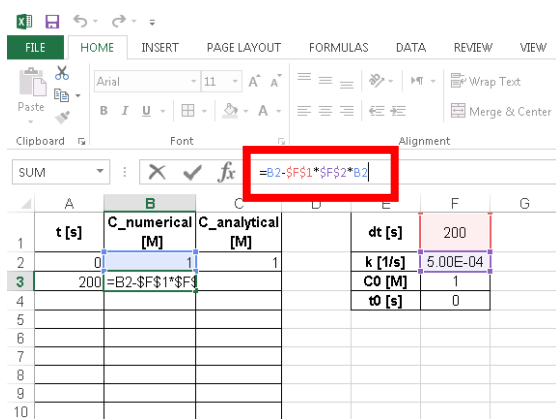 FILE HOME INSERT PAGE LAYOUT FORMULAS DATA REVIEW VIEW
Paste
Arial 11 A A Wrap Text
B I U A Merge & Center
Clipboard Font Alignment
SUM fx =B2-$F$1*$F$2*B2
A B C D E F G
1 t [s] C_numerical [M] C_analytical [M] dt [s] 200
2 0 1 1 k [1/s] 5.00E-04
3 200 =B2-$F$1*$F$ C0 [M] 1
4 t0 [s] 0
5
6
7
8
9
10